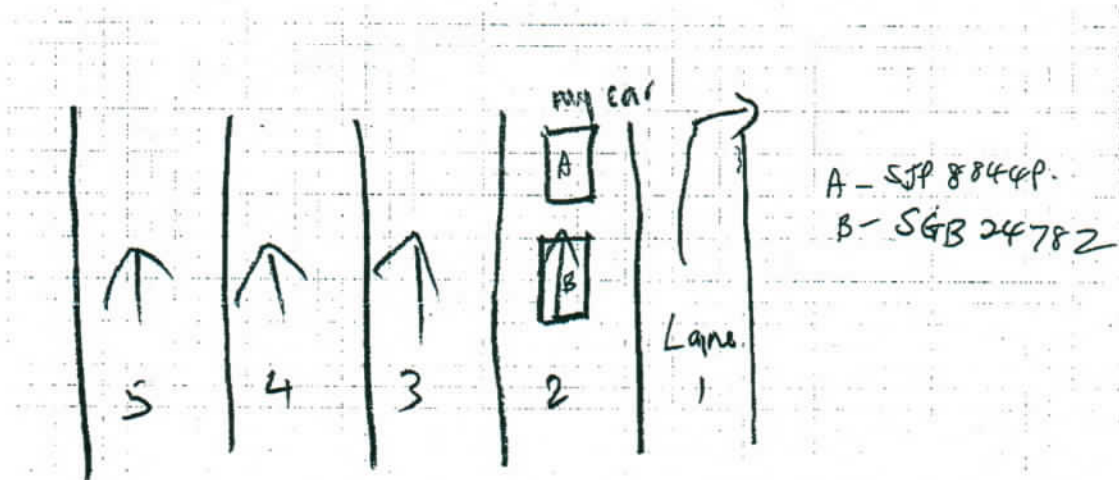 my car
A
A - SJP 8844P.
B - SGB 2478Z
B
Lane
5 4 3 2 1